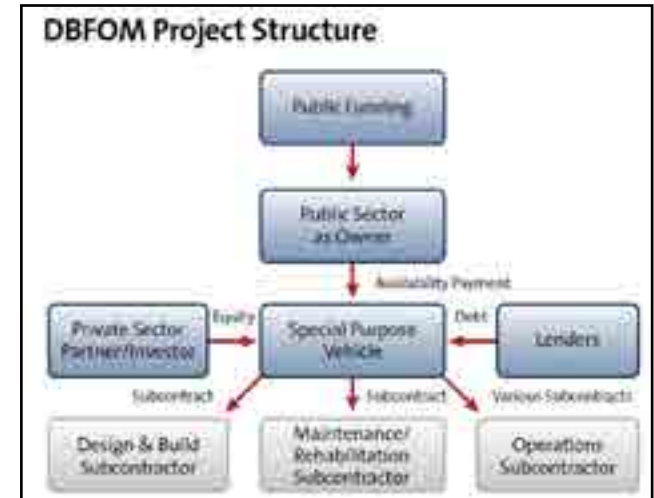 DBFOM Project Structure
Public Funding
Public Sector
as Owner
Availability Payment
Private Sector
Partner/Investor
Equity
Special Purpose
Vehicle
Debt
Lenders
Subcontract
Subcontract
Various Subcontracts
Design & Build
Subcontractor
Maintenance/
Rehabilitation
Subcontractor
Operations
Subcontractor